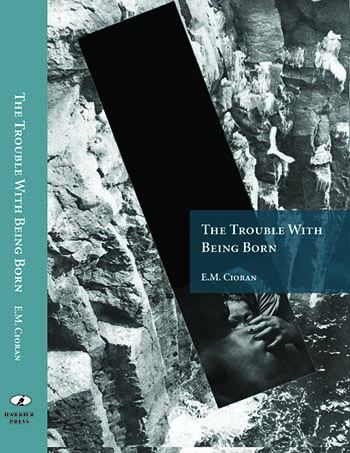 The Trouble With Being Born
E.M. Cioran
HARRIER
PRESS
The Trouble With
Being Born
E.M. Cioran